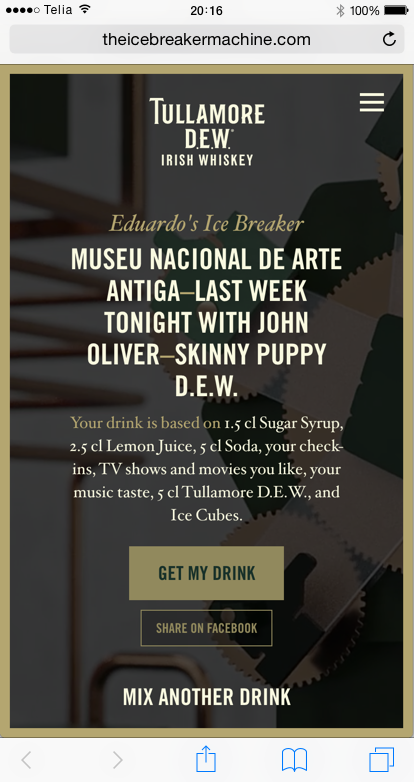 Telia 20:16 100%
theicebreakermachine.com
TULLAMORE
D.E.W.
IRISH WHISKEY
Eduardo's Ice Breaker
MUSEU NACIONAL DE ARTE
ANTIGA—LAST WEEK
TONIGHT WITH JOHN
OLIVER—SKINNY PUPPY
D.E.W.
Your drink is based on 1.5 cl Sugar Syrup,
2.5 cl Lemon Juice, 5 cl Soda, your check-
ins, TV shows and movies you like, your
music taste, 5 cl Tullamore D.E.W., and
Ice Cubes.
GET MY DRINK
SHARE ON FACEBOOK
MIX ANOTHER DRINK